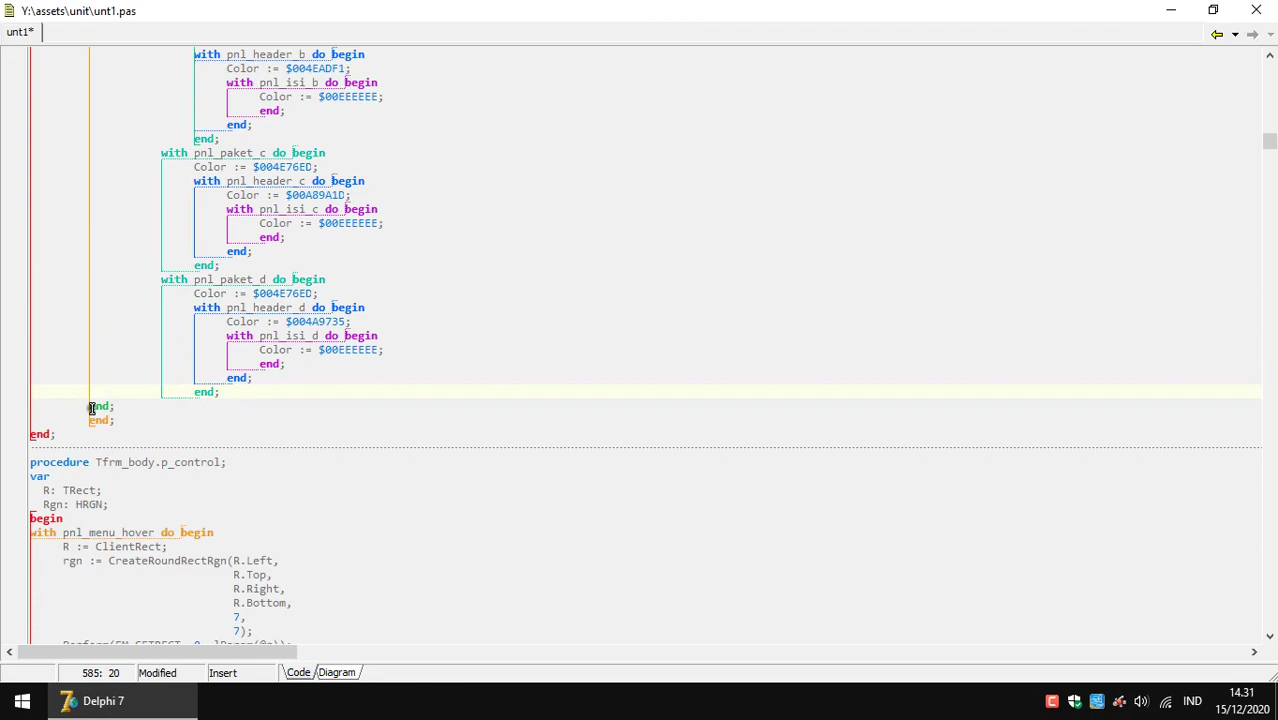 Y:\assets\unit\unt1.pas
unt1*
with pnl_header_b do begin
Color := $004EADF1;
with pnl_isi_b do begin
Color := $00EEEEEE;
end;
end;
end;
with pnl_paket_c do begin
Color := $004E76ED;
with pnl_header_c do begin
Color := $00A89A1D;
with pnl_isi_c do begin
Color := $00EEEEEE;
end;
end;
end;
with pnl_paket_d do begin
Color := $004E76ED;
with pnl_header_d do begin
Color := $004A9735;
with pnl_isi_d do begin
Color := $00EEEEEE;
end;
end;
end;
end;
end;
end;
procedure Tfrm_body.p_control;
var
R: TRect;
Rgn: HRGN;
begin
with pnl_menu_hover do begin
R := ClientRect;
rgn := CreateRoundRectRgn(R.Left,
R.Top,
R.Right,
R.Bottom,
7,
7);
Perform(EM_GETRECT, 0, lParam(@r));
585: 20 Modified Insert Code Diagram
7 Delphi 7 IND 14.31
15/12/2020